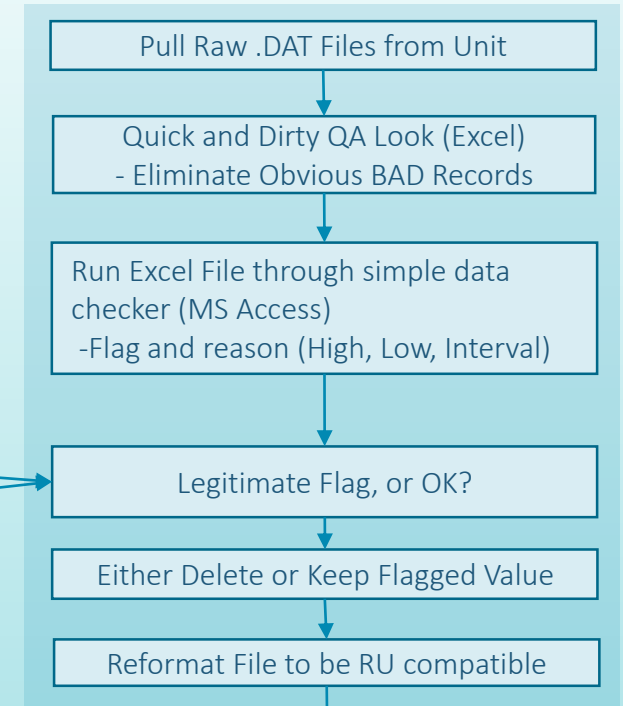 Pull Raw .DAT Files from Unit
Quick and Dirty QA Look (Excel)
- Eliminate Obvious BAD Records
Run Excel File through simple data
checker (MS Access)
-Flag and reason (High, Low, Interval)
Legitimate Flag, or OK?
Either Delete or Keep Flagged Value
Reformat File to be RU compatible